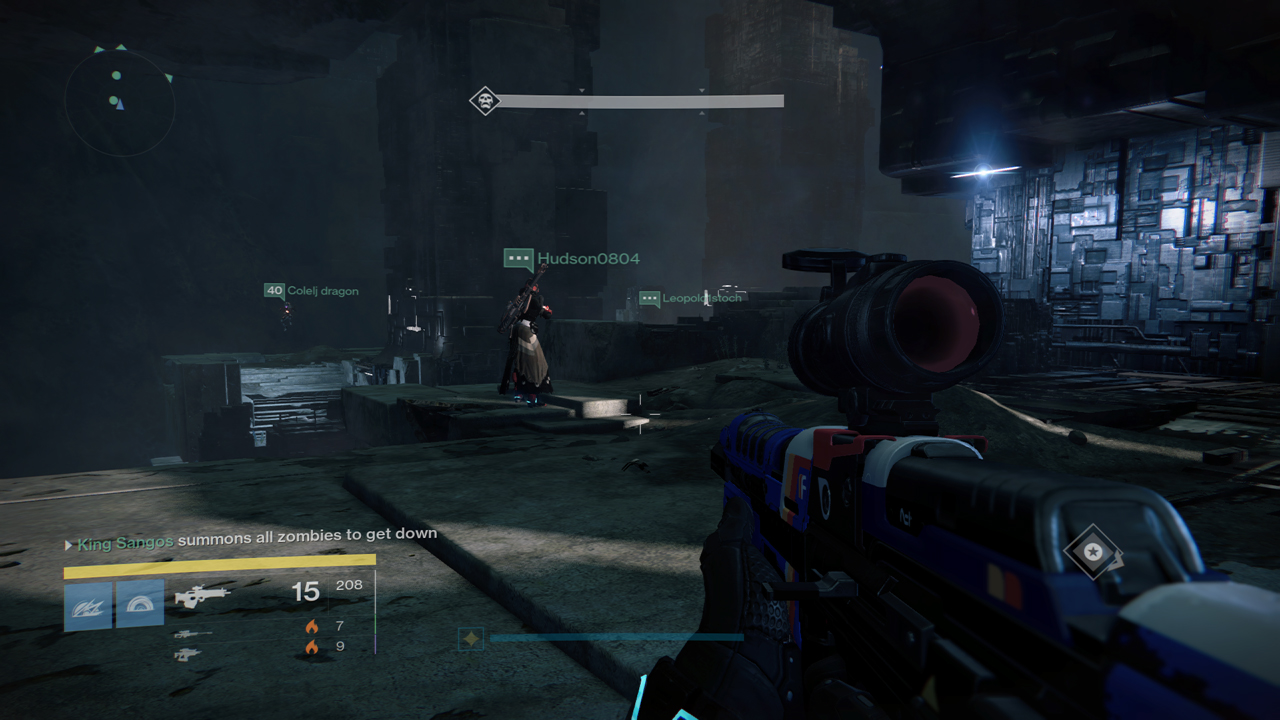 Hudson0804
40 Colelj dragon
King Sangos summons all zombies to get down
15 208
7
9